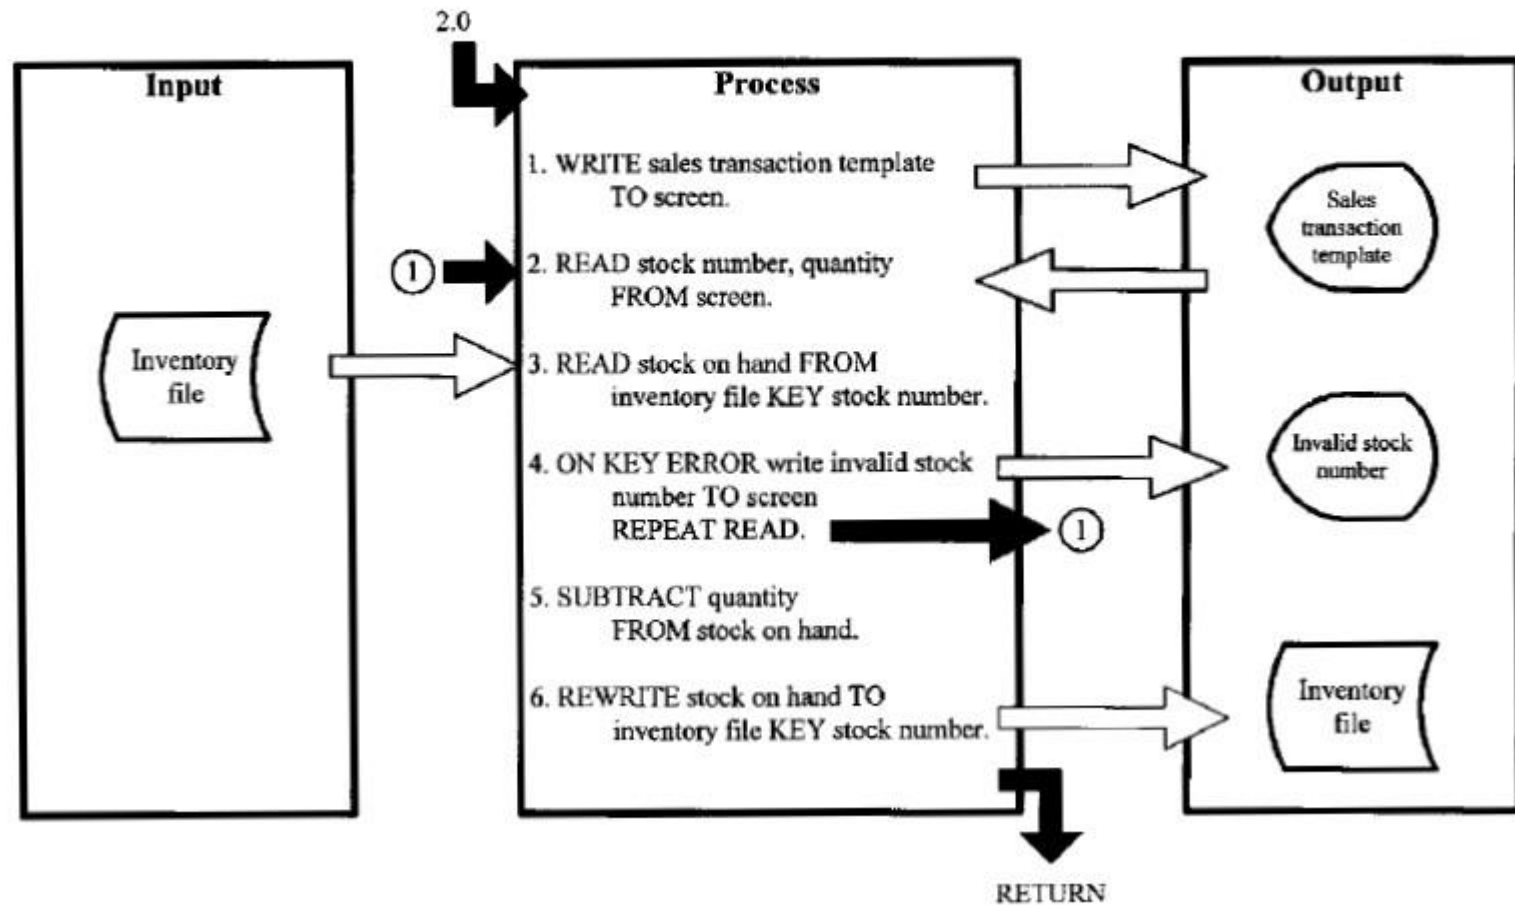 2.0
Input
Inventory
file
Process
1. WRITE sales transaction template
TO screen.
1
2. READ stock number, quantity
FROM screen.
3. READ stock on hand FROM
inventory file KEY stock number.
4. ON KEY ERROR write invalid stock
number TO screen
REPEAT READ.
1
5. SUBTRACT quantity
FROM stock on hand.
6. REWRITE stock on hand TO
inventory file KEY stock number.
RETURN
Output
Sales
transaction
template
Invalid stock
number
Inventory
file